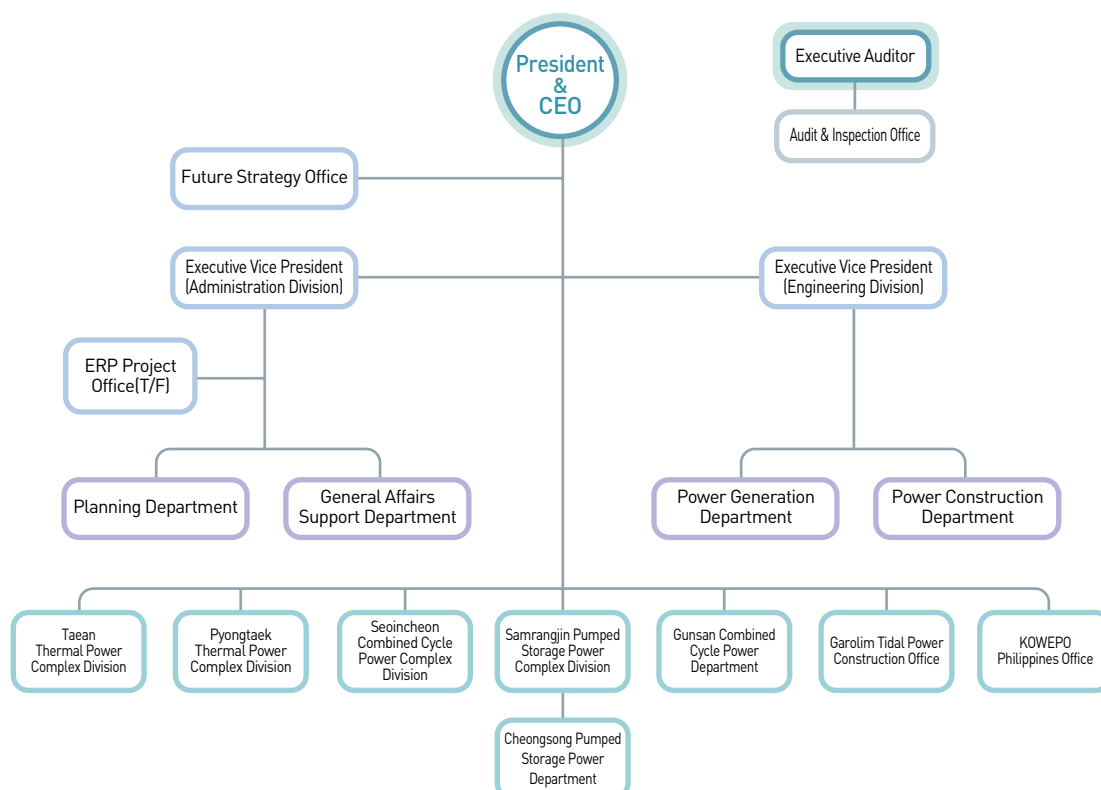 President
&
CEO
Executive Auditor
Audit & Inspection Office
Future Strategy Office
Executive Vice President
(Administration Division)
Executive Vice President
(Engineering Division)
ERP Project
Office(T/F)
Planning Department
General Affairs
Support Department
Power Generation
Department
Power Construction
Department
Taean
Thermal Power
Complex Division
Pyongtaek
Thermal Power
Complex Division
Seoincheon
Combined Cycle
Power Complex
Division
Samrangjin Pumped
Storage Power
Complex Division
Gunsan Combined
Cycle Power
Department
Garolim Tidal Power
Construction Office
KOWEPO
Philippines Office
Cheongsong Pumped
Storage Power
Department